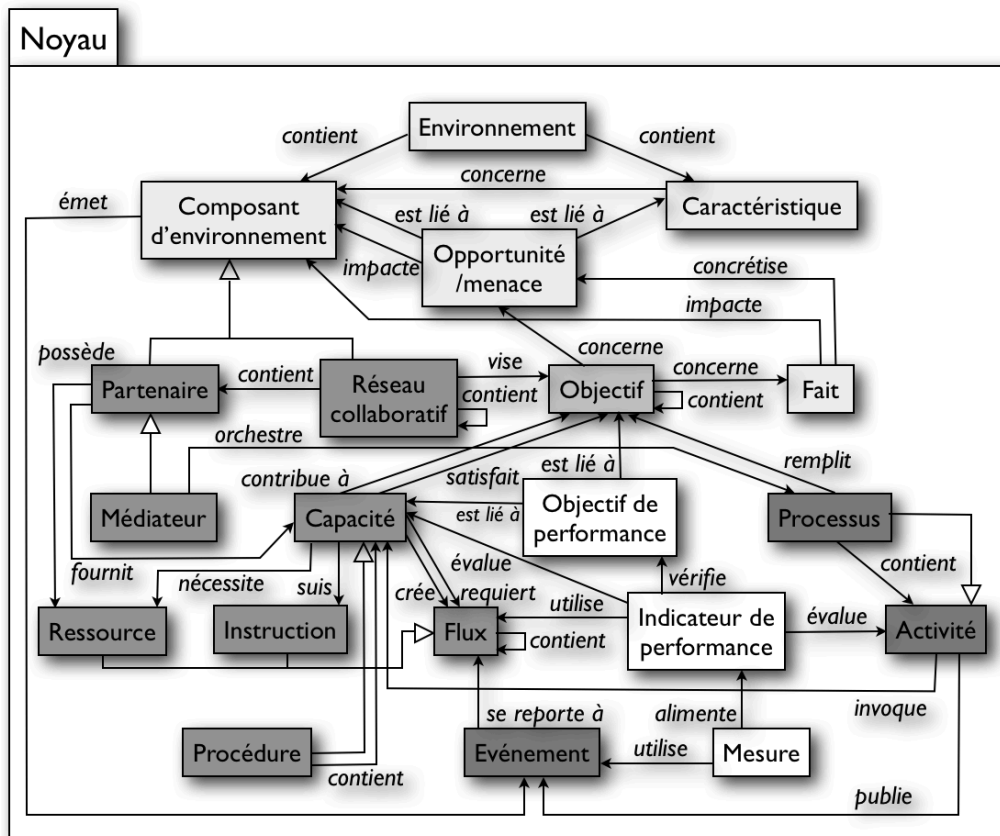 Noyau
Environnement
contient
contient
concerne
émet
Composant
d'environnement
est lié à
est lié à
Caractéristique
Opportunité
/menace
impacte
concrétise
impacte
possède
concerne
Partenaire
contient
Réseau
collaboratif
vise
contient
Objectif
concerne
contient
Fait
orchestre
contribue à
satisfait
est lié à
remplit
Médiateur
Capacité
est lié à
Objectif de
performance
Processus
fournit
nécessite
suis
évalue
crée
requiert
vérifie
contient
Ressource
Instruction
Flux
utilise
contient
Indicateur de
performance
évalue
Activité
invoque
se reporte à
alimente
Procédure
contient
Evénement
utilise
Mesure
publie